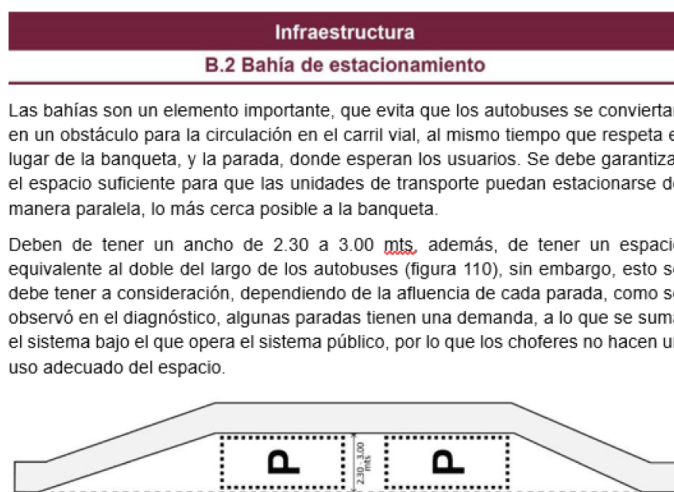 Infraestructura
B.2 Bahía de estacionamiento
Las bahías son un elemento importante, que evita que los autobuses se conviertan
en un obstáculo para la circulación en el carril vial, al mismo tiempo que respeta e
lugar de la banqueta, y la parada, donde esperan los usuarios. Se debe garantiza
el espacio suficiente para que las unidades de transporte puedan estacionarse d
manera paralela, lo más cerca posible a la banqueta.
Deben de tener un ancho de 2.30 a 3.00 mts, además, de tener un espaci
equivalente al doble del largo de los autobuses (figura 110), sin embargo, esto s
debe tener a consideración, dependiendo de la afluencia de cada parada, como s
observó en el diagnóstico, algunas paradas tienen una demanda, a lo que se suma
el sistema bajo el que opera el sistema público, por lo que los choferes no hacen u
uso adecuado del espacio.
P
2.30 - 3.00
mts
P